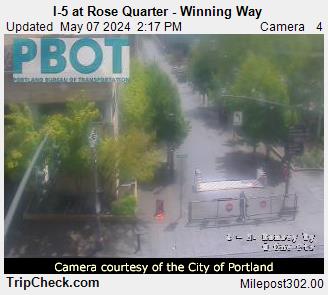 I-5 at Rose Quarter - Winning Way
Updated May 07 2024 2:17 PM Camera 4
PBOT
PORTLAND BUREAU OF TRANSPORTATION
Camera courtesy of the City of Portland
TripCheck.com Milepost302.00